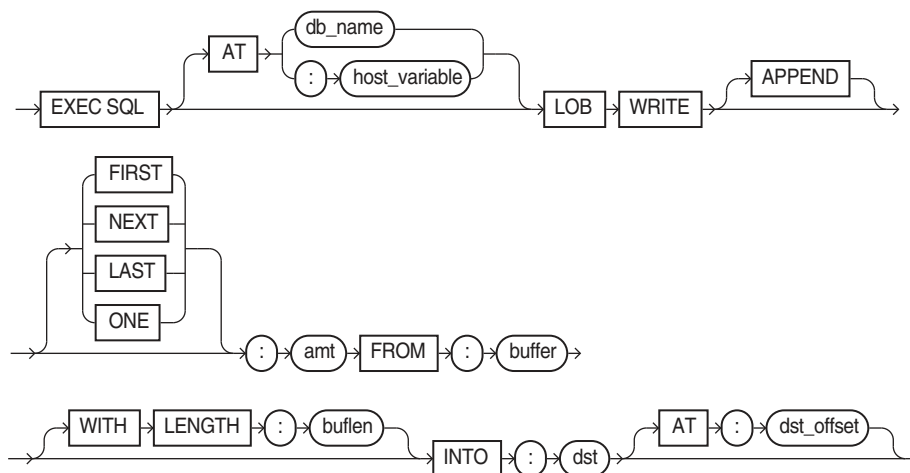 db_name
AT
: host_variable
EXEC SQL LOB WRITE APPEND
FIRST
NEXT
LAST
ONE
: amt FROM : buffer
WITH LENGTH : buflen AT : dst_offset
INTO : dst